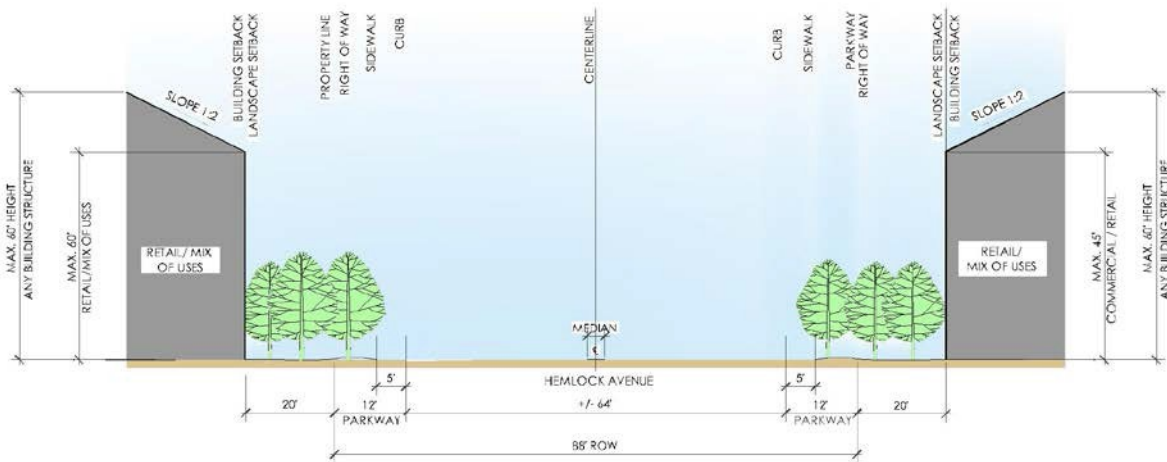 BUILDING SETBACK
LANDSCAPE SETBACK
PROPERTY LINE
RIGHT OF WAY
SIDEWALK
CURB
CENTERLINE
CURB
SIDEWALK
PARKWAY
RIGHT OF WAY
LANDSCAPE SETBACK
BUILDING SETBACK
SLOPE 1:2
SLOPE 1:2
MAX. 60' HEIGHT
ANY BUILDING STRUCTURE
MAX. 60'
RETAIL/MIX OF USES
RETAIL/ MIX
OF USES
RETAIL/
MIX OF USES
MAX. 45'
COMMERCIAL / RETAIL
MAX. 60' HEIGHT
ANY BUILDING STRUCTURE
MEDIAN
HEMLOCK AVENUE
5'
5'
20'
12'
+/- 64'
12'
20'
PARKWAY
PARKWAY
88' ROW